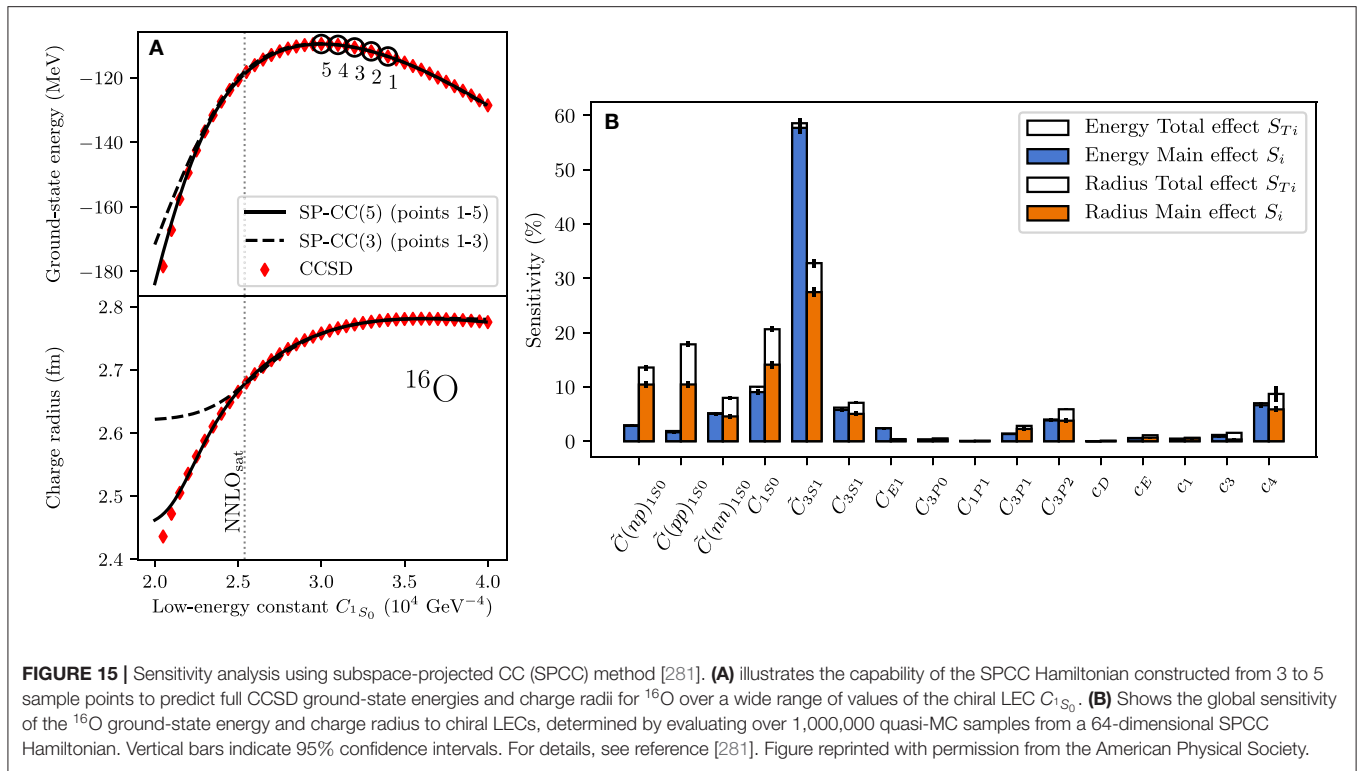 A
Ground-state energy (MeV)
−120
−140
−160
−180
5 4 3 2 1
SP-CC(5) (points 1-5)
SP-CC(3) (points 1-3)
CCSD
Charge radius (fm)
2.8
2.7
2.6
2.5
2.4
¹⁶O
NNLOsat
2.0 2.5 3.0 3.5 4.0
Low-energy constant C₁S₀ (10⁴ GeV⁻⁴)
B
Sensitivity (%)
60
50
40
30
20
10
0
Energy Total effect S_Ti
Energy Main effect S_i
Radius Total effect S_Ti
Radius Main effect S_i
C̃(np)1S0
C̃(pp)1S0
C̃(nn)1S0
C1S0
C̃3S1
C3S1
CE1
C3P0
C1P1
C3P1
C3P2
cD
cE
c1
c3
c4
FIGURE 15 | Sensitivity analysis using subspace-projected CC (SPCC) method [281]. (A) illustrates the capability of the SPCC Hamiltonian constructed from 3 to 5
sample points to predict full CCSD ground-state energies and charge radii for ¹⁶O over a wide range of values of the chiral LEC C₁S₀. (B) Shows the global sensitivity
of the ¹⁶O ground-state energy and charge radius to chiral LECs, determined by evaluating over 1,000,000 quasi-MC samples from a 64-dimensional SPCC
Hamiltonian. Vertical bars indicate 95% confidence intervals. For details, see reference [281]. Figure reprinted with permission from the American Physical Society.